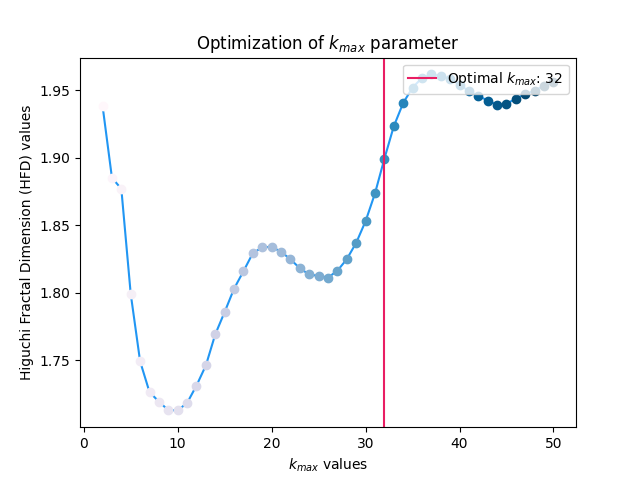 Optimization of k_max parameter
Optimal k_max: 32
Higuchi Fractal Dimension (HFD) values
1.95
1.90
1.85
1.80
1.75
0 10 20 30 40 50
k_max values